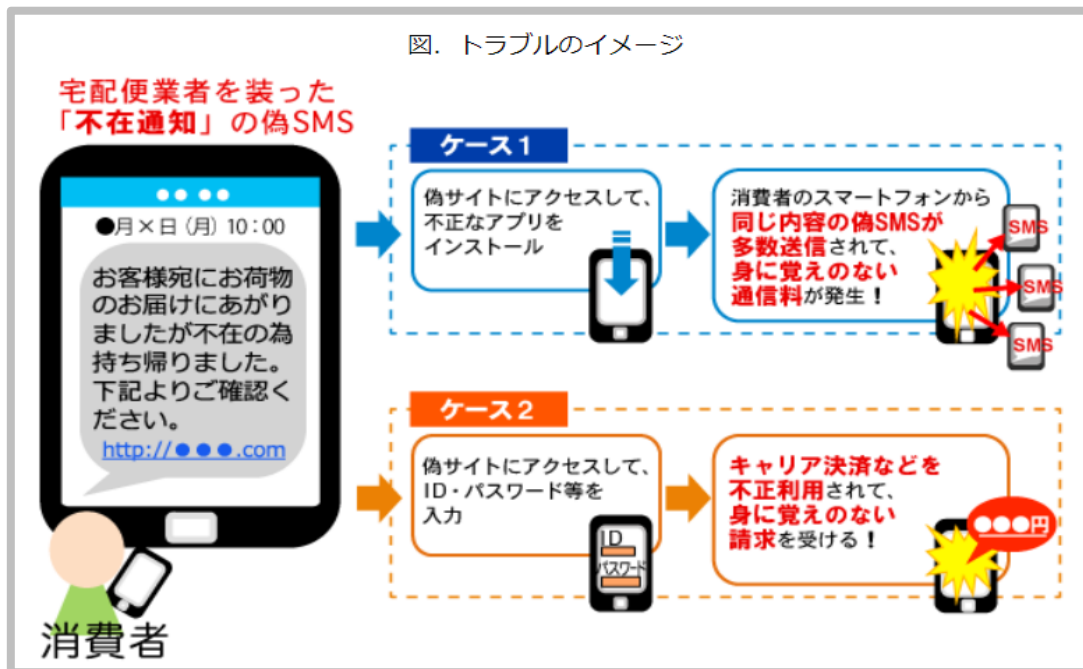 図．トラブルのイメージ
宅配便業者を装った
「不在通知」の偽SMS
●●　●●
●月×日（月）10：00
お客様宛にお荷物
のお届けにあがり
ましたが不在の為
持ち帰りました。
下記よりご確認く
ださい。
http://●●●.com
消費者
ケース1
偽サイトにアクセスして、
不正なアプリを
インストール
消費者のスマートフォンから
同じ内容の偽SMSが
多数送信されて、
身に覚えのない
通信料が発生！
SMS
SMS
SMS
ケース2
偽サイトにアクセスして、
ID・パスワード等を
入力
ID
パスワード
キャリア決済などを
不正利用されて、
身に覚えのない
請求を受ける！
●●●円